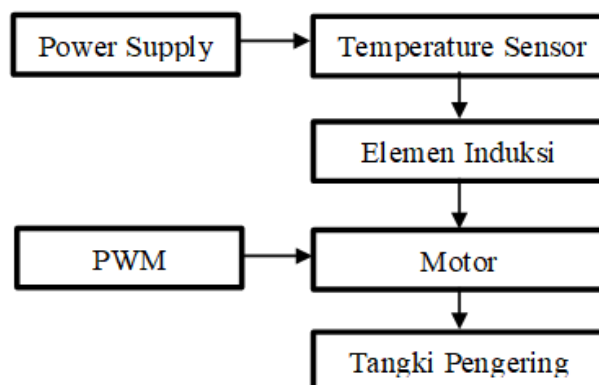 Power Supply
Temperature Sensor
Elemen Induksi
PWM
Motor
Tangki Pengering